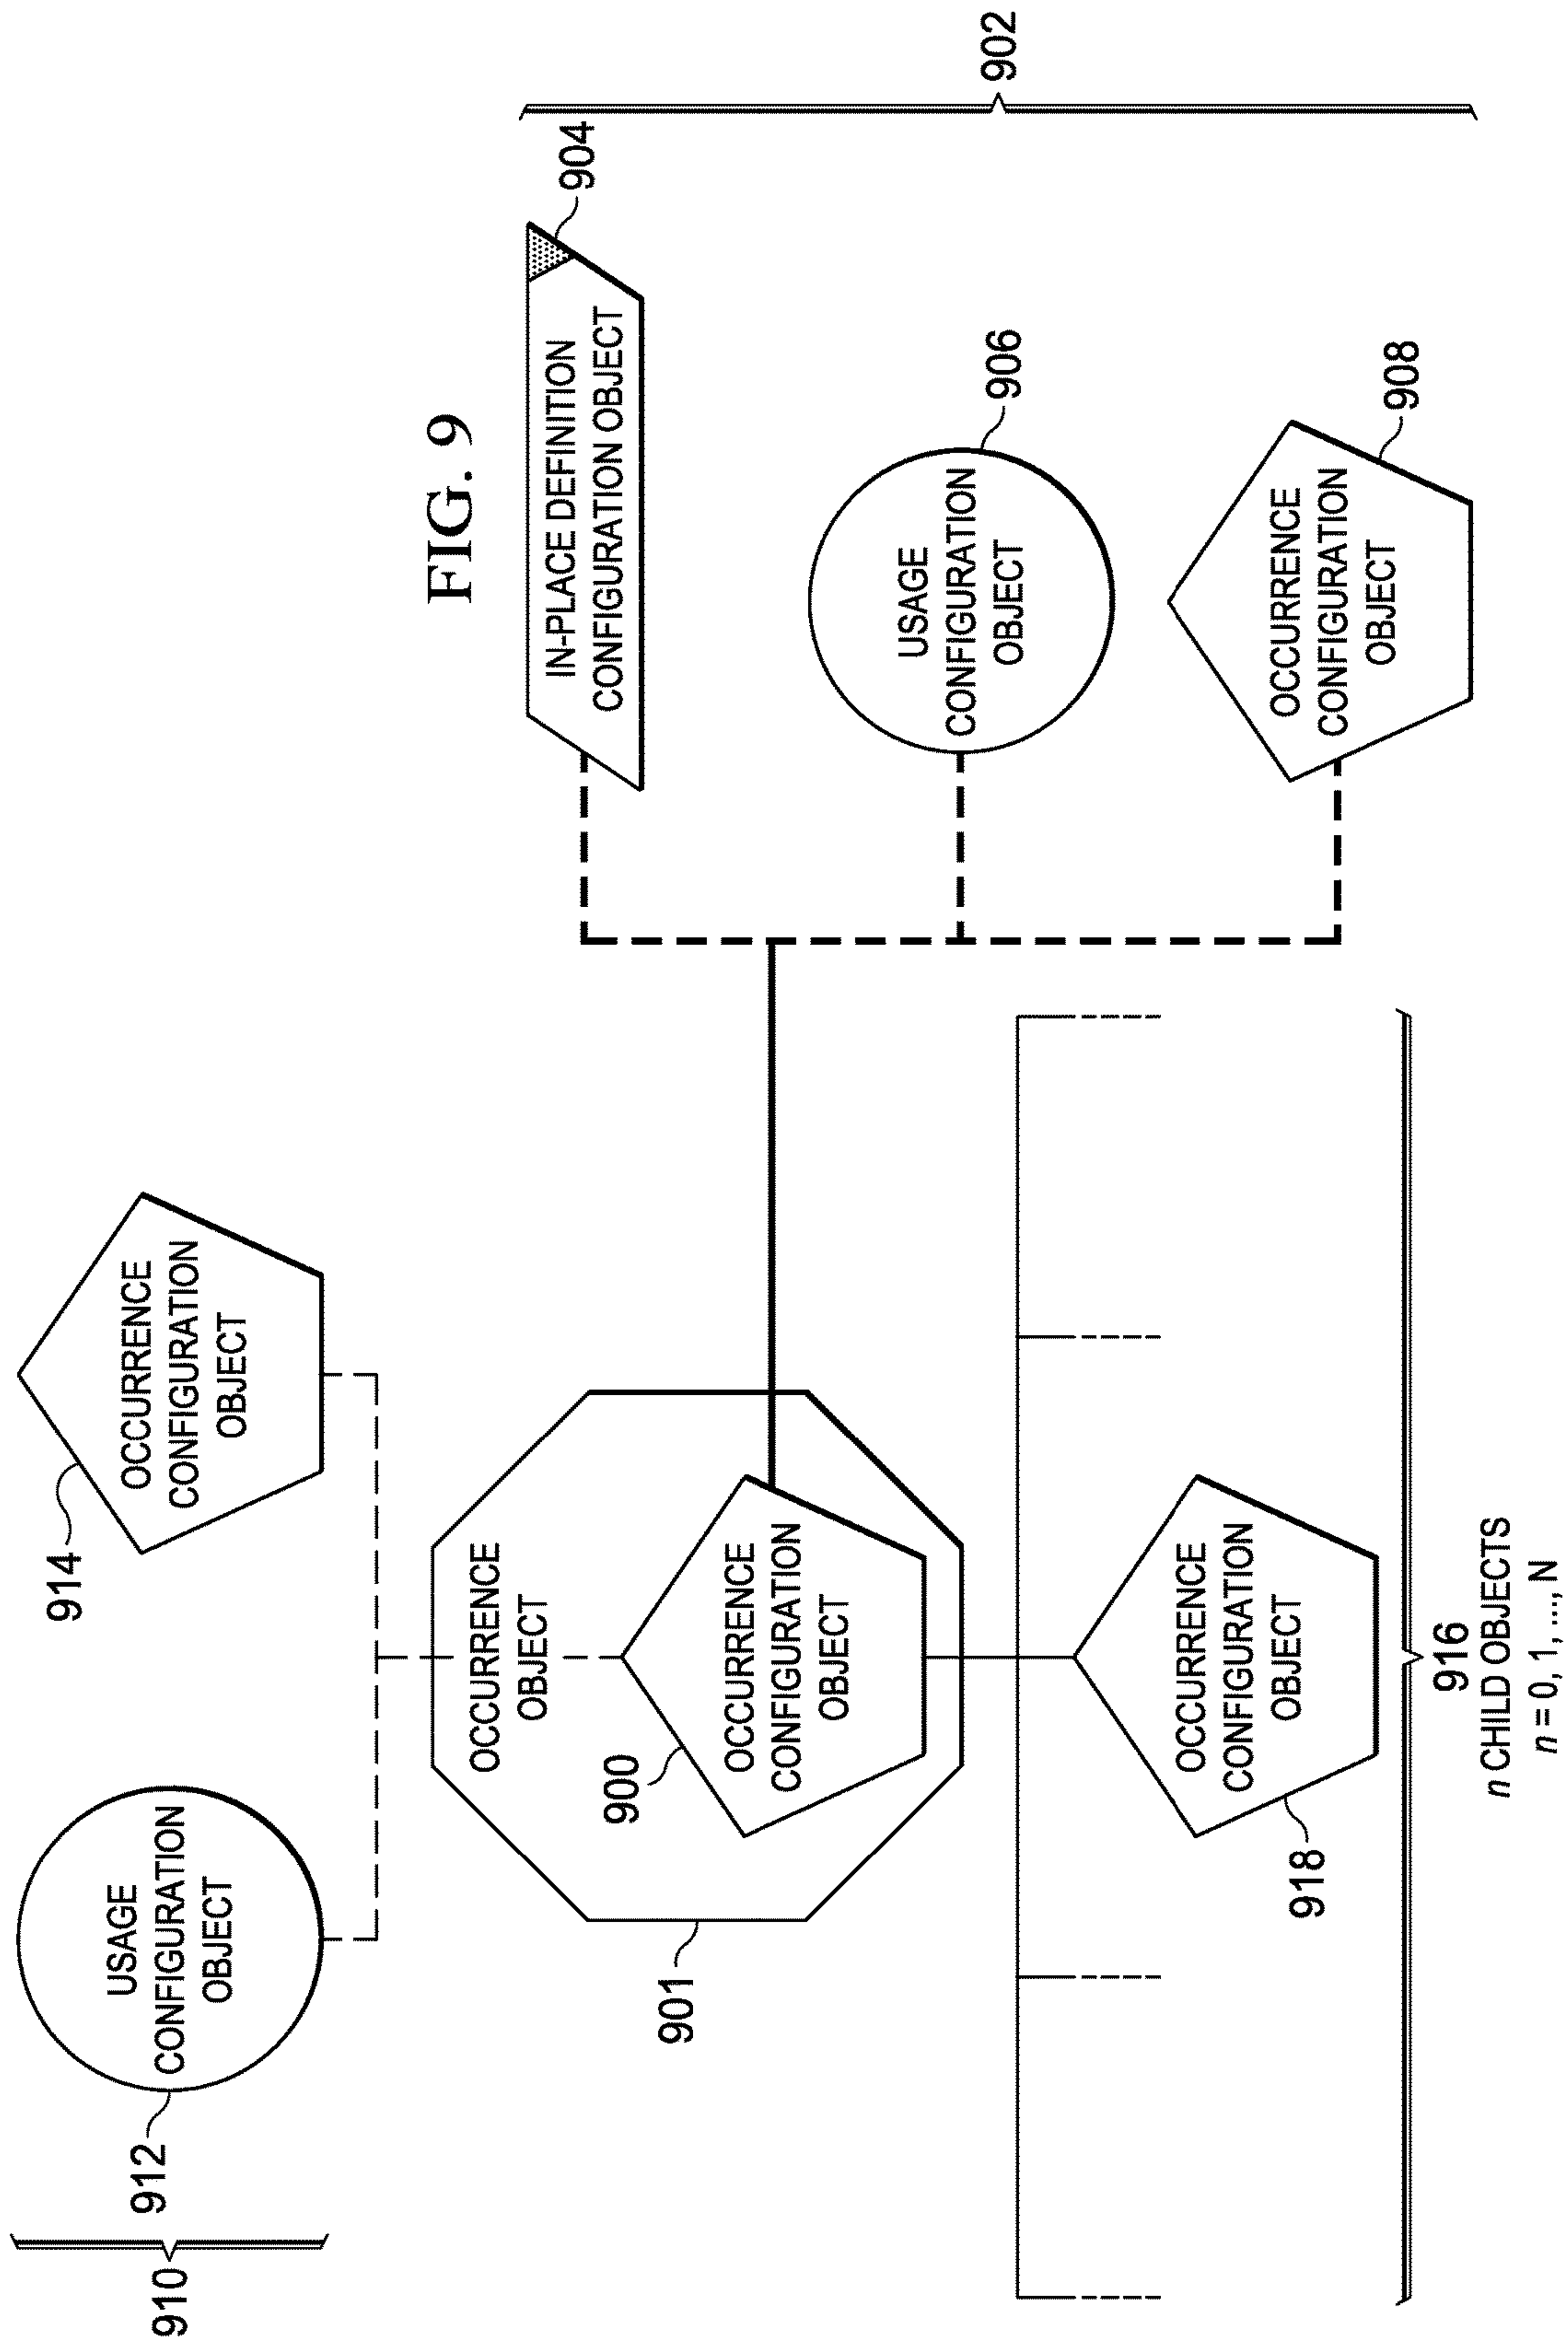 FIG. 9
910
912
USAGE
CONFIGURATION
OBJECT
914
OCCURRENCE
CONFIGURATION
OBJECT
901
OCCURRENCE
OBJECT
900
OCCURRENCE
CONFIGURATION
OBJECT
918
OCCURRENCE
CONFIGURATION
OBJECT
916
n CHILD OBJECTS
n = 0, 1, ..., N
IN-PLACE DEFINITION
CONFIGURATION OBJECT
904
USAGE
CONFIGURATION
OBJECT
906
OCCURRENCE
CONFIGURATION
OBJECT
908
902